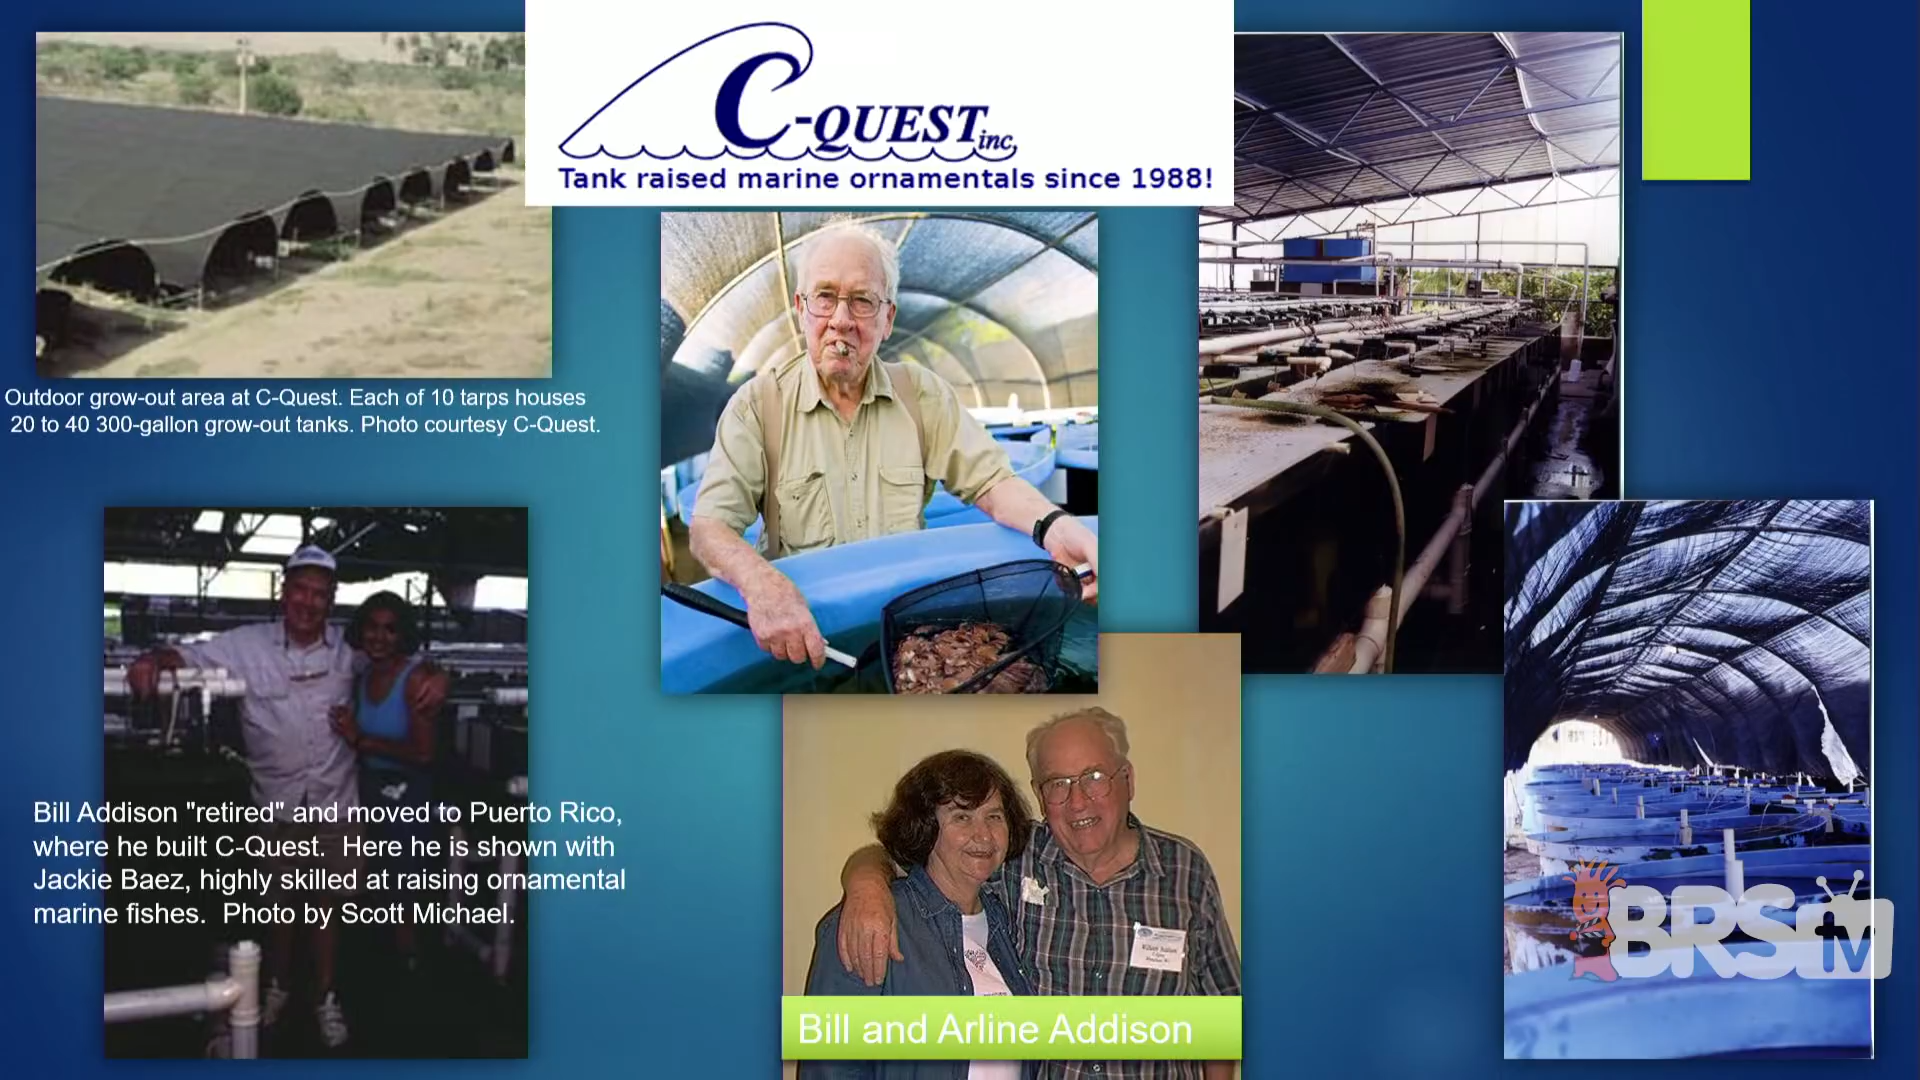 C-QUEST inc,
Tank raised marine ornamentals since 1988!
Outdoor grow-out area at C-Quest. Each of 10 tarps houses
20 to 40 300-gallon grow-out tanks. Photo courtesy C-Quest.
Bill Addison "retired" and moved to Puerto Rico,
where he built C-Quest. Here he is shown with
Jackie Baez, highly skilled at raising ornamental
marine fishes. Photo by Scott Michael.
Bill and Arline Addison
BRS tv